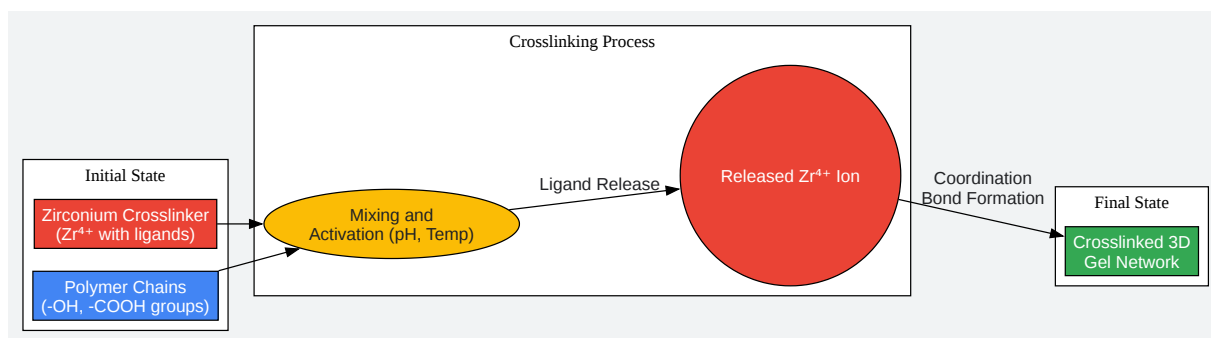 Crosslinking Process
Initial State
Zirconium Crosslinker
(Zr⁴⁺ with ligands)
Polymer Chains
(-OH, -COOH groups)
Mixing and
Activation (pH, Temp)
Ligand Release
Released Zr⁴⁺ Ion
Coordination
Bond Formation
Final State
Crosslinked 3D
Gel Network